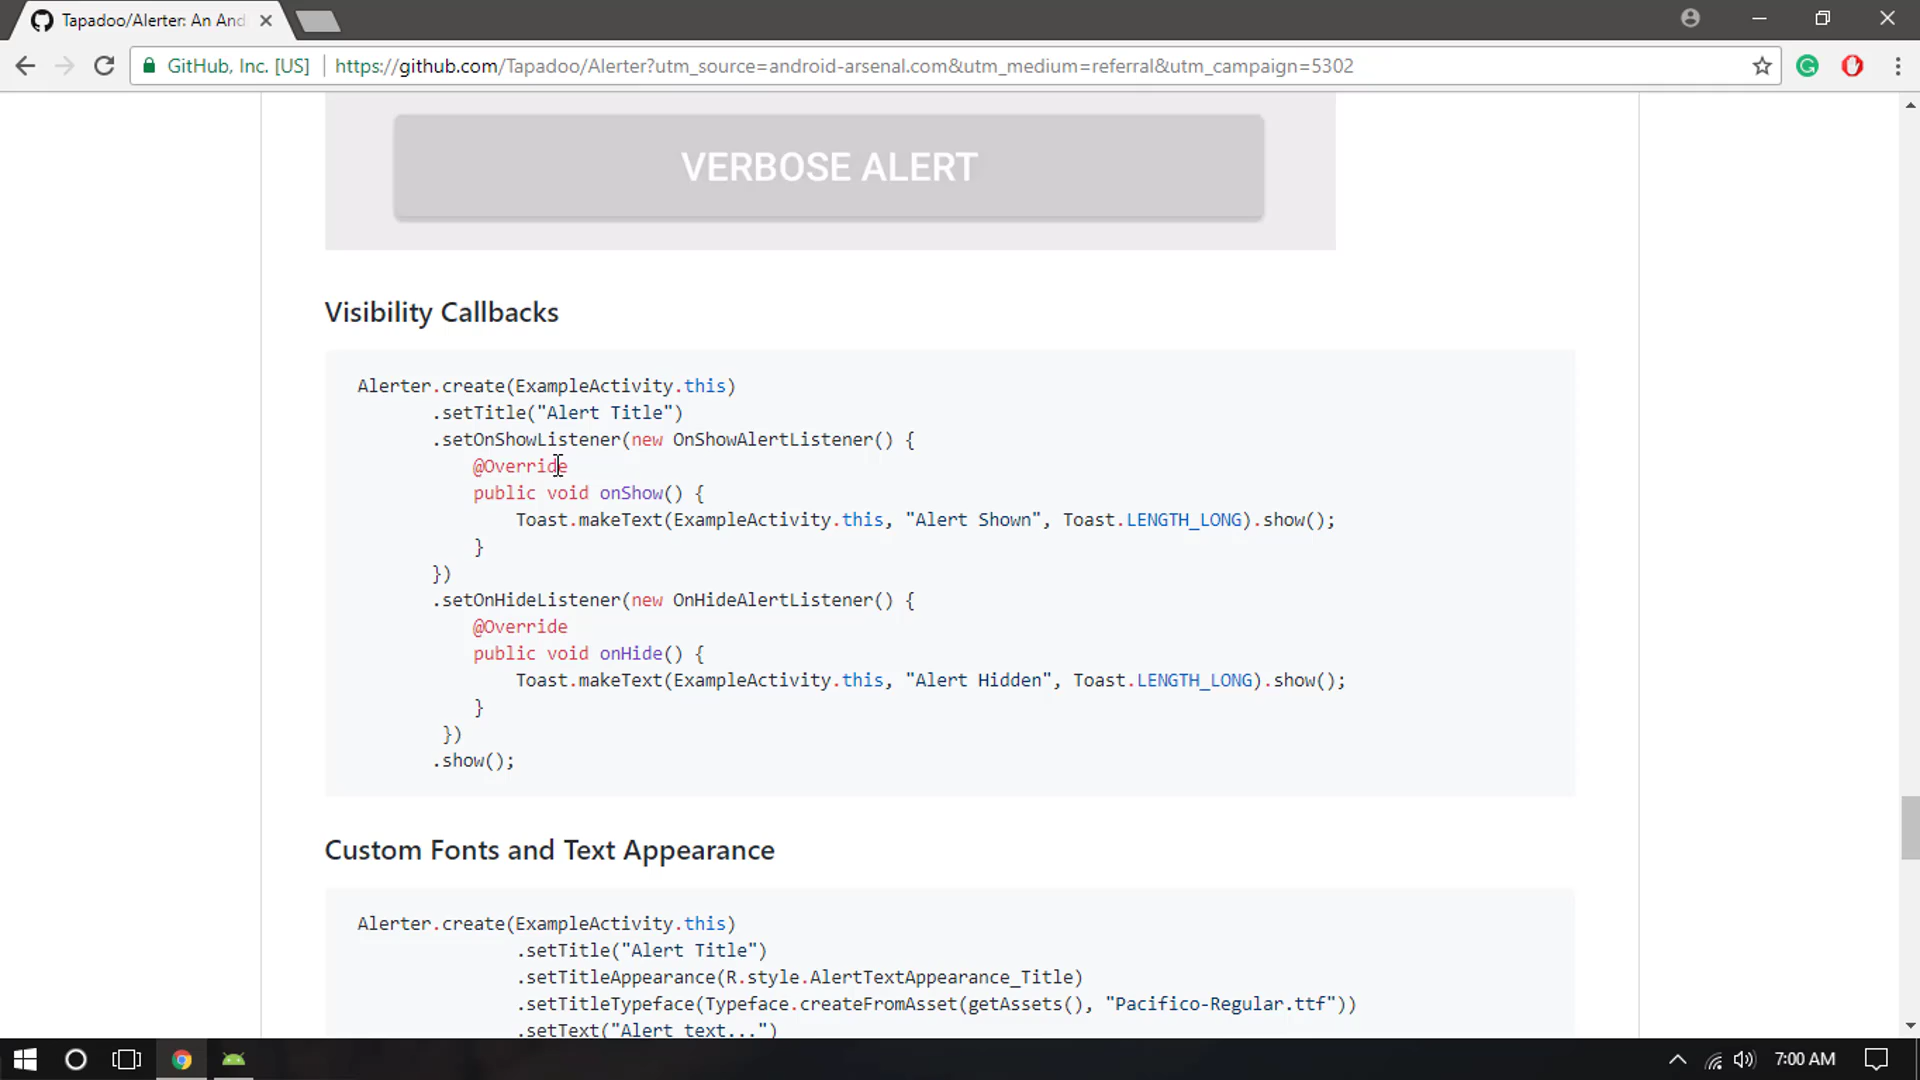 Tapadoo/Alerter: An And
GitHub, Inc. [US]
https://github.com/Tapadoo/Alerter?utm_source=android-arsenal.com&utm_medium=referral&utm_campaign=5302
VERBOSE ALERT
Visibility Callbacks
Alerter.create(ExampleActivity.this)
.setTitle("Alert Title")
.setOnShowListener(new OnShowAlertListener() {
@Override
public void onShow() {
Toast.makeText(ExampleActivity.this, "Alert Shown", Toast.LENGTH_LONG).show();
}
})
.setOnHideListener(new OnHideAlertListener() {
@Override
public void onHide() {
Toast.makeText(ExampleActivity.this, "Alert Hidden", Toast.LENGTH_LONG).show();
}
})
.show();
Custom Fonts and Text Appearance
Alerter.create(ExampleActivity.this)
.setTitle("Alert Title")
.setTitleAppearance(R.style.AlertTextAppearance_Title)
.setTitleTypeface(Typeface.createFromAsset(getAssets(), "Pacifico-Regular.ttf"))
.setText("Alert text...")
7:00 AM